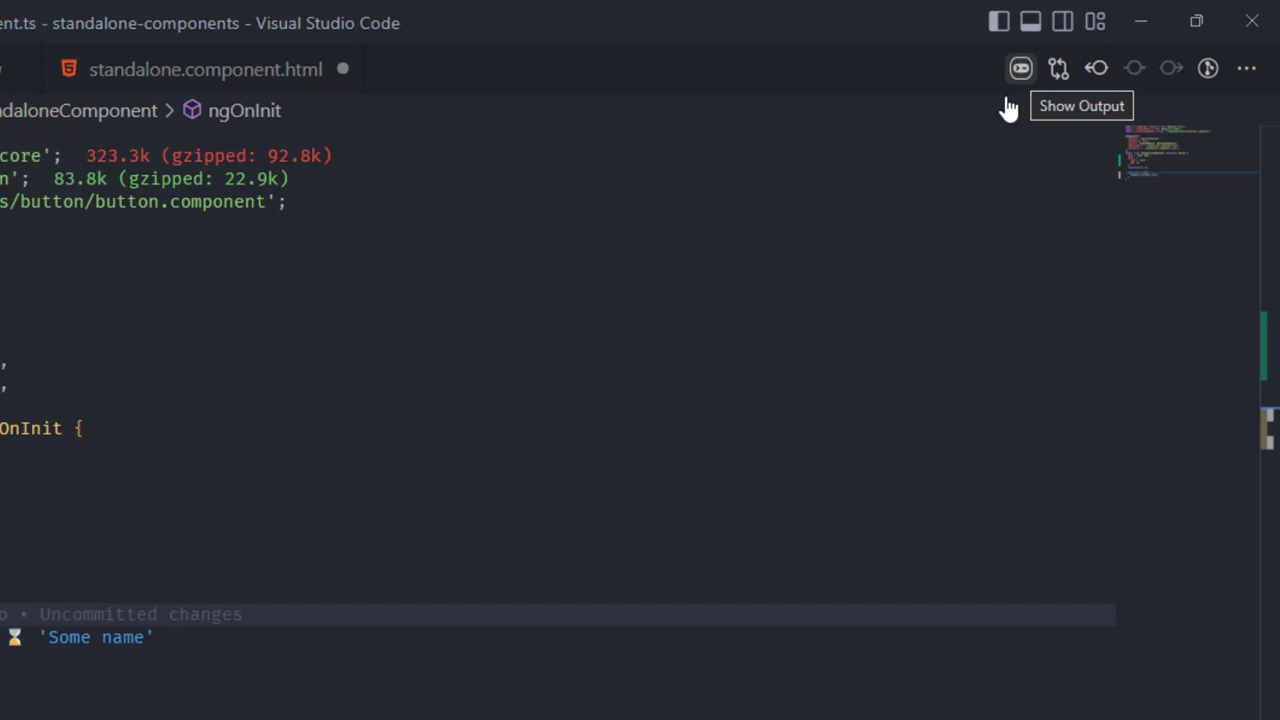 ent.ts - standalone-components - Visual Studio Code
standalone.component.html
Show Output
daloneComponent > ngOnInit
core'; 323.3k (gzipped: 92.8k)
n'; 83.8k (gzipped: 22.9k)
s/button/button.component';
,
,
OnInit {
o • Uncommitted changes
'Some name'